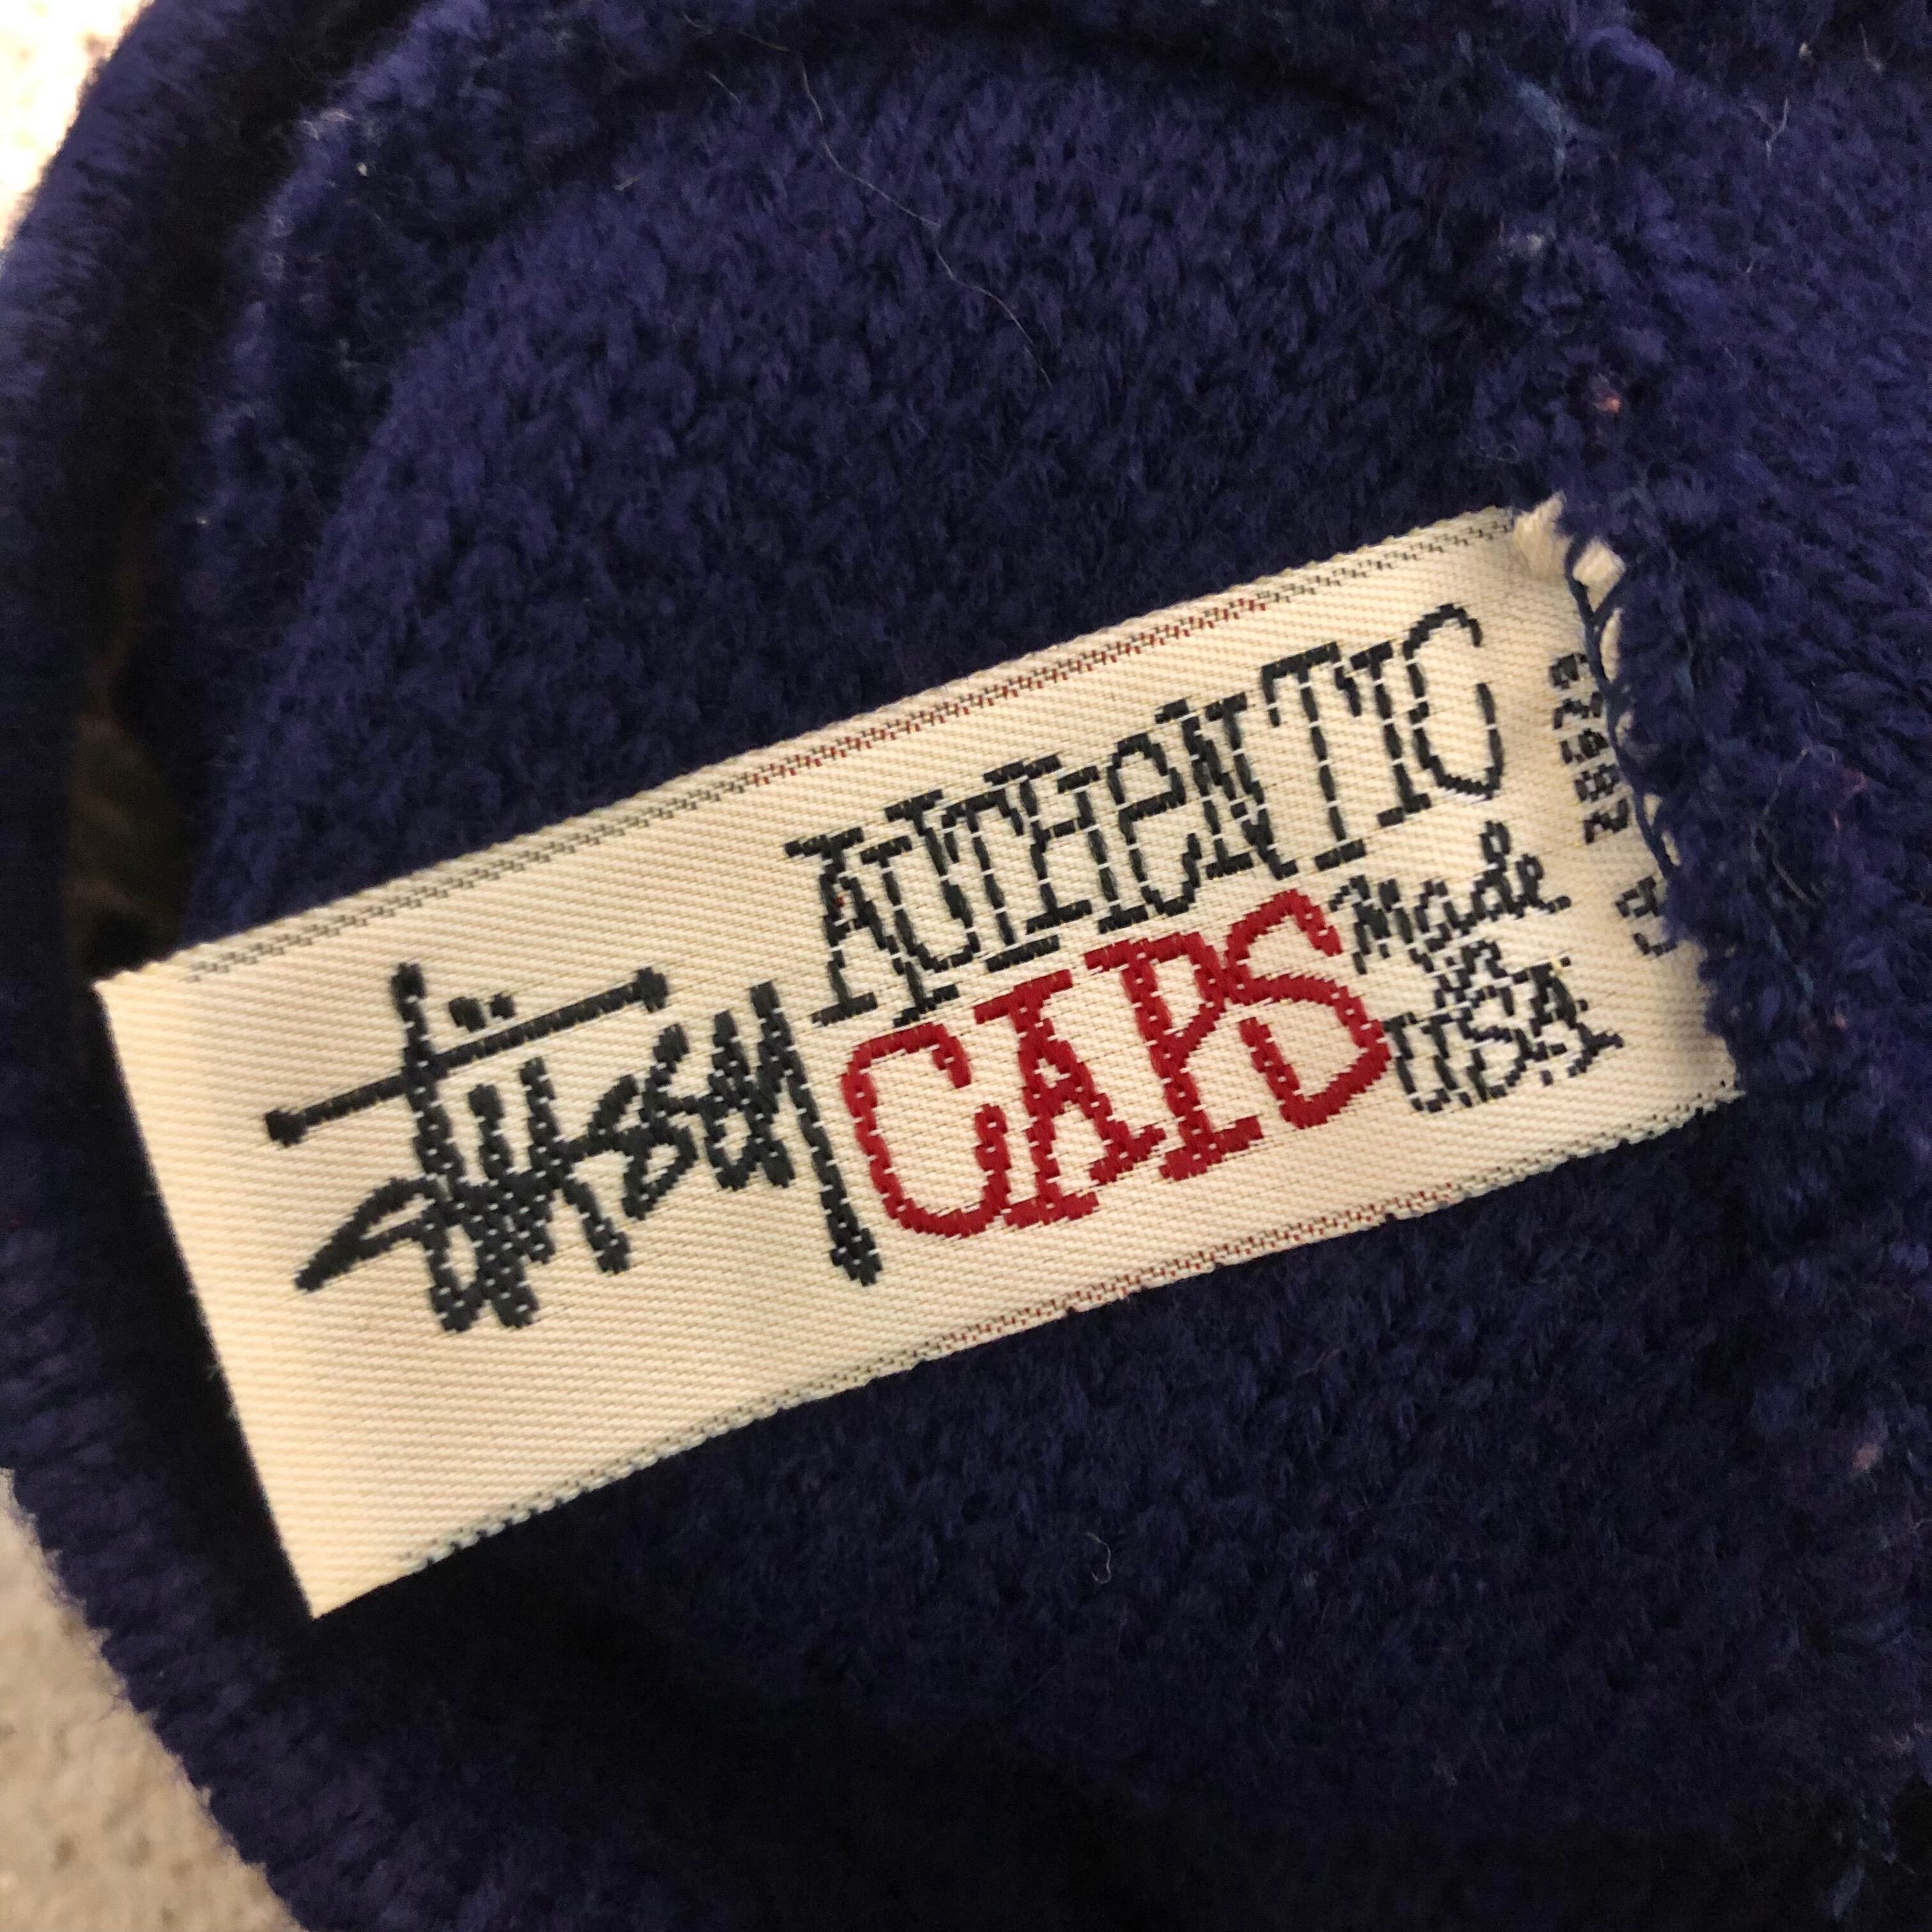 Stüssy
AUTHENTIC
CAPS
Made
in
U.S.A.